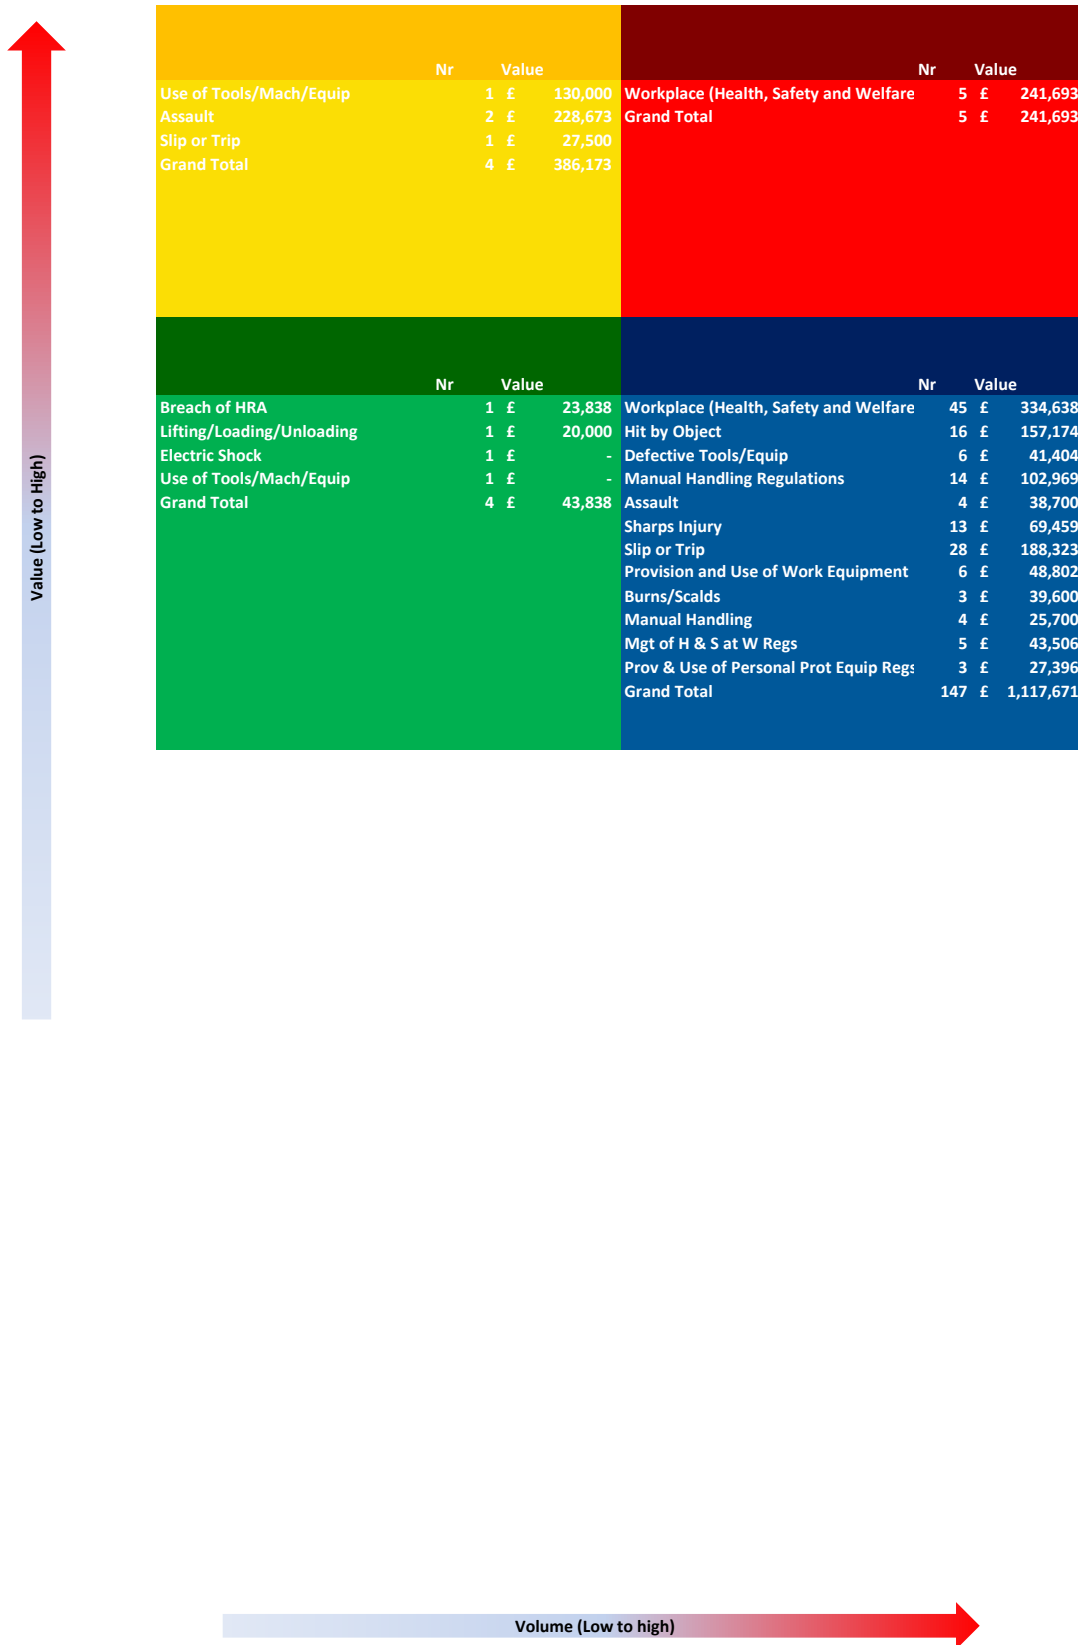 Nr Value
Use of Tools/Mach/Equip 1 £ 130,000
Assault 2 £ 228,673
Slip or Trip 1 £ 27,500
Grand Total 4 £ 386,173
Nr Value
Workplace (Health, Safety and Welfare 5 £ 241,693
Grand Total 5 £ 241,693
Nr Value
Breach of HRA 1 £ 23,838
Lifting/Loading/Unloading 1 £ 20,000
Electric Shock 1 £ -
Use of Tools/Mach/Equip 1 £ -
Grand Total 4 £ 43,838
Nr Value
Workplace (Health, Safety and Welfare 45 £ 334,638
Hit by Object 16 £ 157,174
Defective Tools/Equip 6 £ 41,404
Manual Handling Regulations 14 £ 102,969
Assault 4 £ 38,700
Sharps Injury 13 £ 69,459
Slip or Trip 28 £ 188,323
Provision and Use of Work Equipment 6 £ 48,802
Burns/Scalds 3 £ 39,600
Manual Handling 4 £ 25,700
Mgt of H & S at W Regs 5 £ 43,506
Prov & Use of Personal Prot Equip Regs 3 £ 27,396
Grand Total 147 £ 1,117,671
Value (Low to High)
Volume (Low to high)